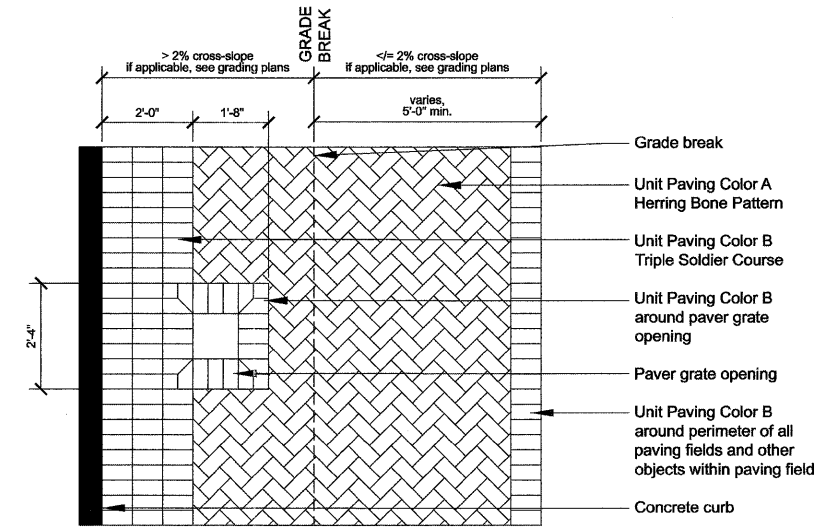 > 2% cross-slope
if applicable, see grading plans
GRADE
BREAK
</= 2% cross-slope
if applicable, see grading plans
2'-0"
1'-8"
varies,
5'-0" min.
2'-4"
Grade break
Unit Paving Color A
Herring Bone Pattern
Unit Paving Color B
Triple Soldier Course
Unit Paving Color B
around paver grate
opening
Paver grate opening
Unit Paving Color B
around perimeter of all
paving fields and other
objects within paving field
Concrete curb